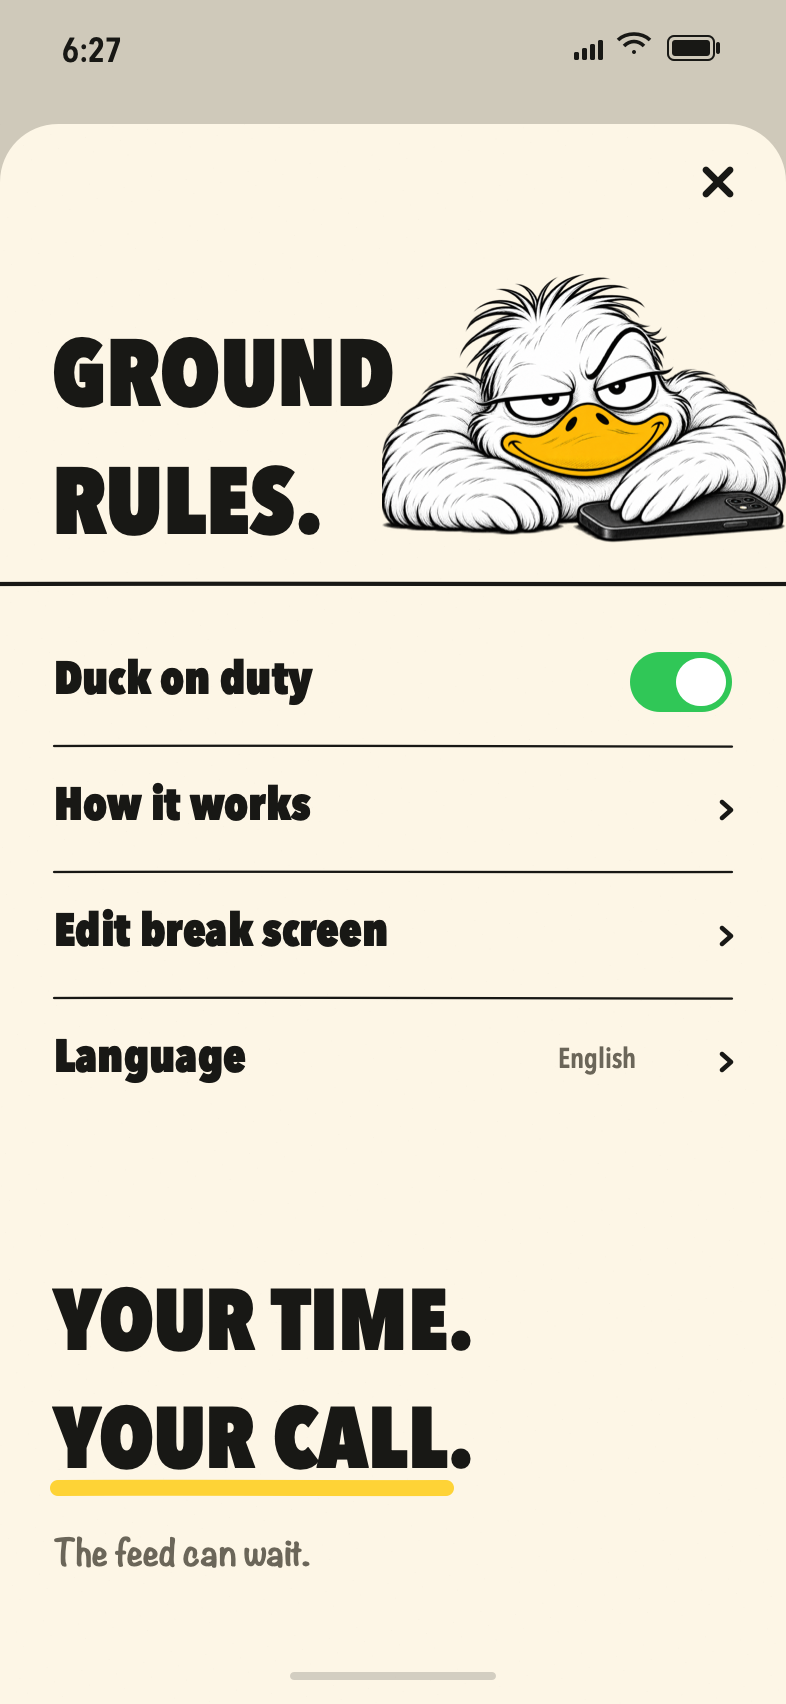 6:27
GROUND
RULES.
Duck on duty
How it works
Edit break screen
Language English
YOUR TIME.
YOUR CALL.
The feed can wait.